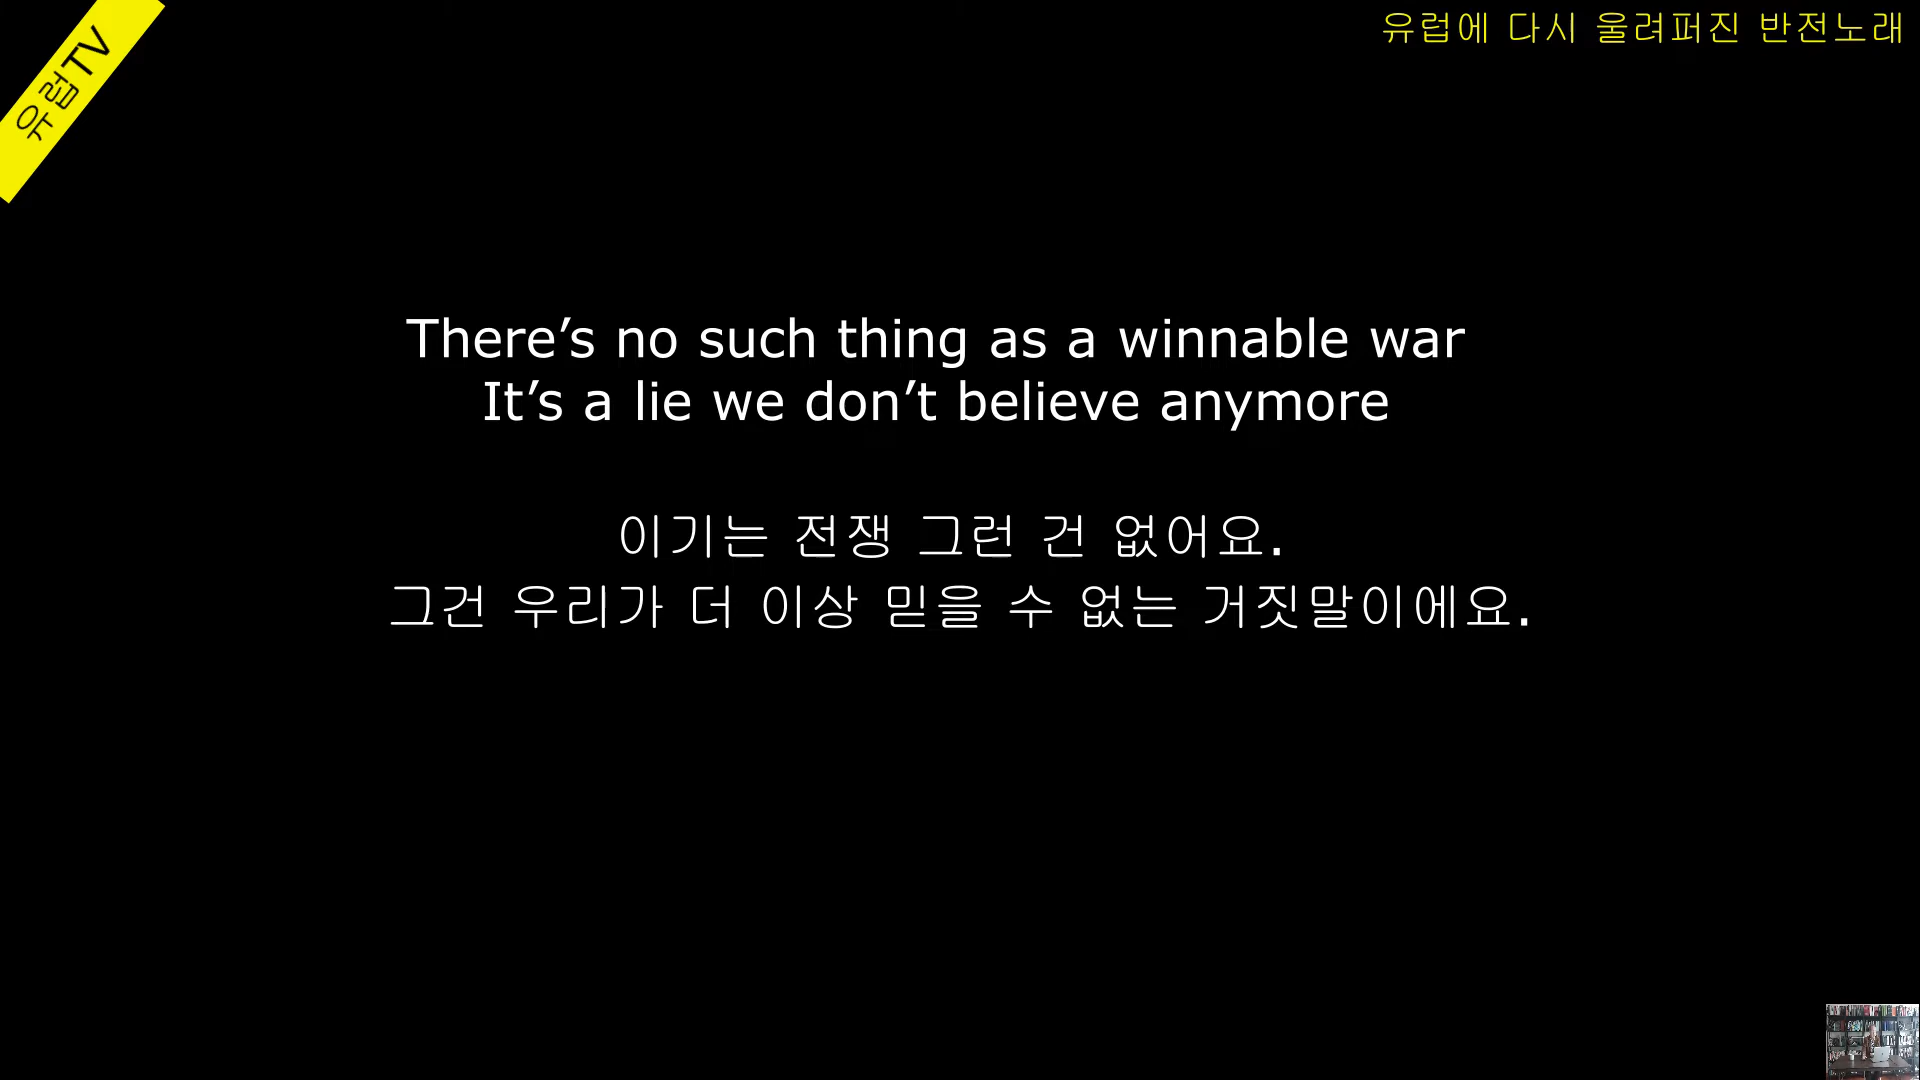 유럽TV
유럽에 다시 울려퍼진 반전노래
There’s no such thing as a winnable war
It’s a lie we don’t believe anymore
이기는 전쟁 그런 건 없어요.
그건 우리가 더 이상 믿을 수 없는 거짓말이에요.